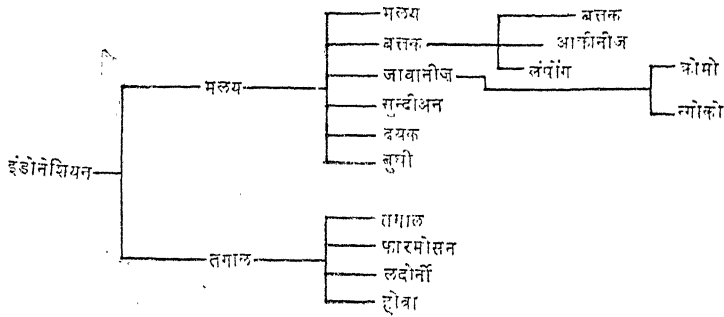 मलय
बत्तक
बत्तक
आकीनीज
लंपोंग
जावानीज
क्रोमो
न्गोको
मलय
सुन्दीअन
दयक
बुघी
इंडोनेशियन
तगाल
तगाल
फारमोसन
लदोर्नी
होवा